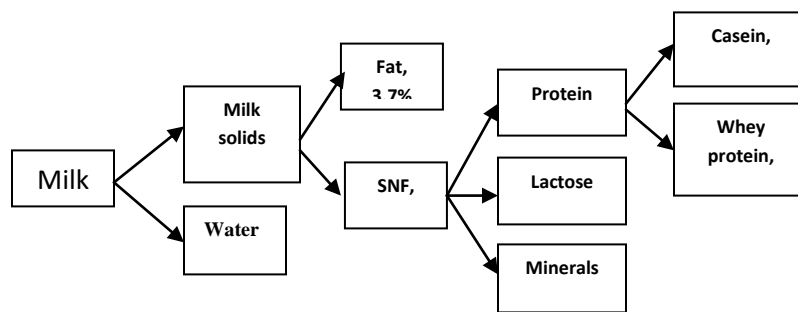 Milk
Milk
solids
Water
Fat,
3.7%
SNF,
Protein
Lactose
Minerals
Casein,
Whey
protein,